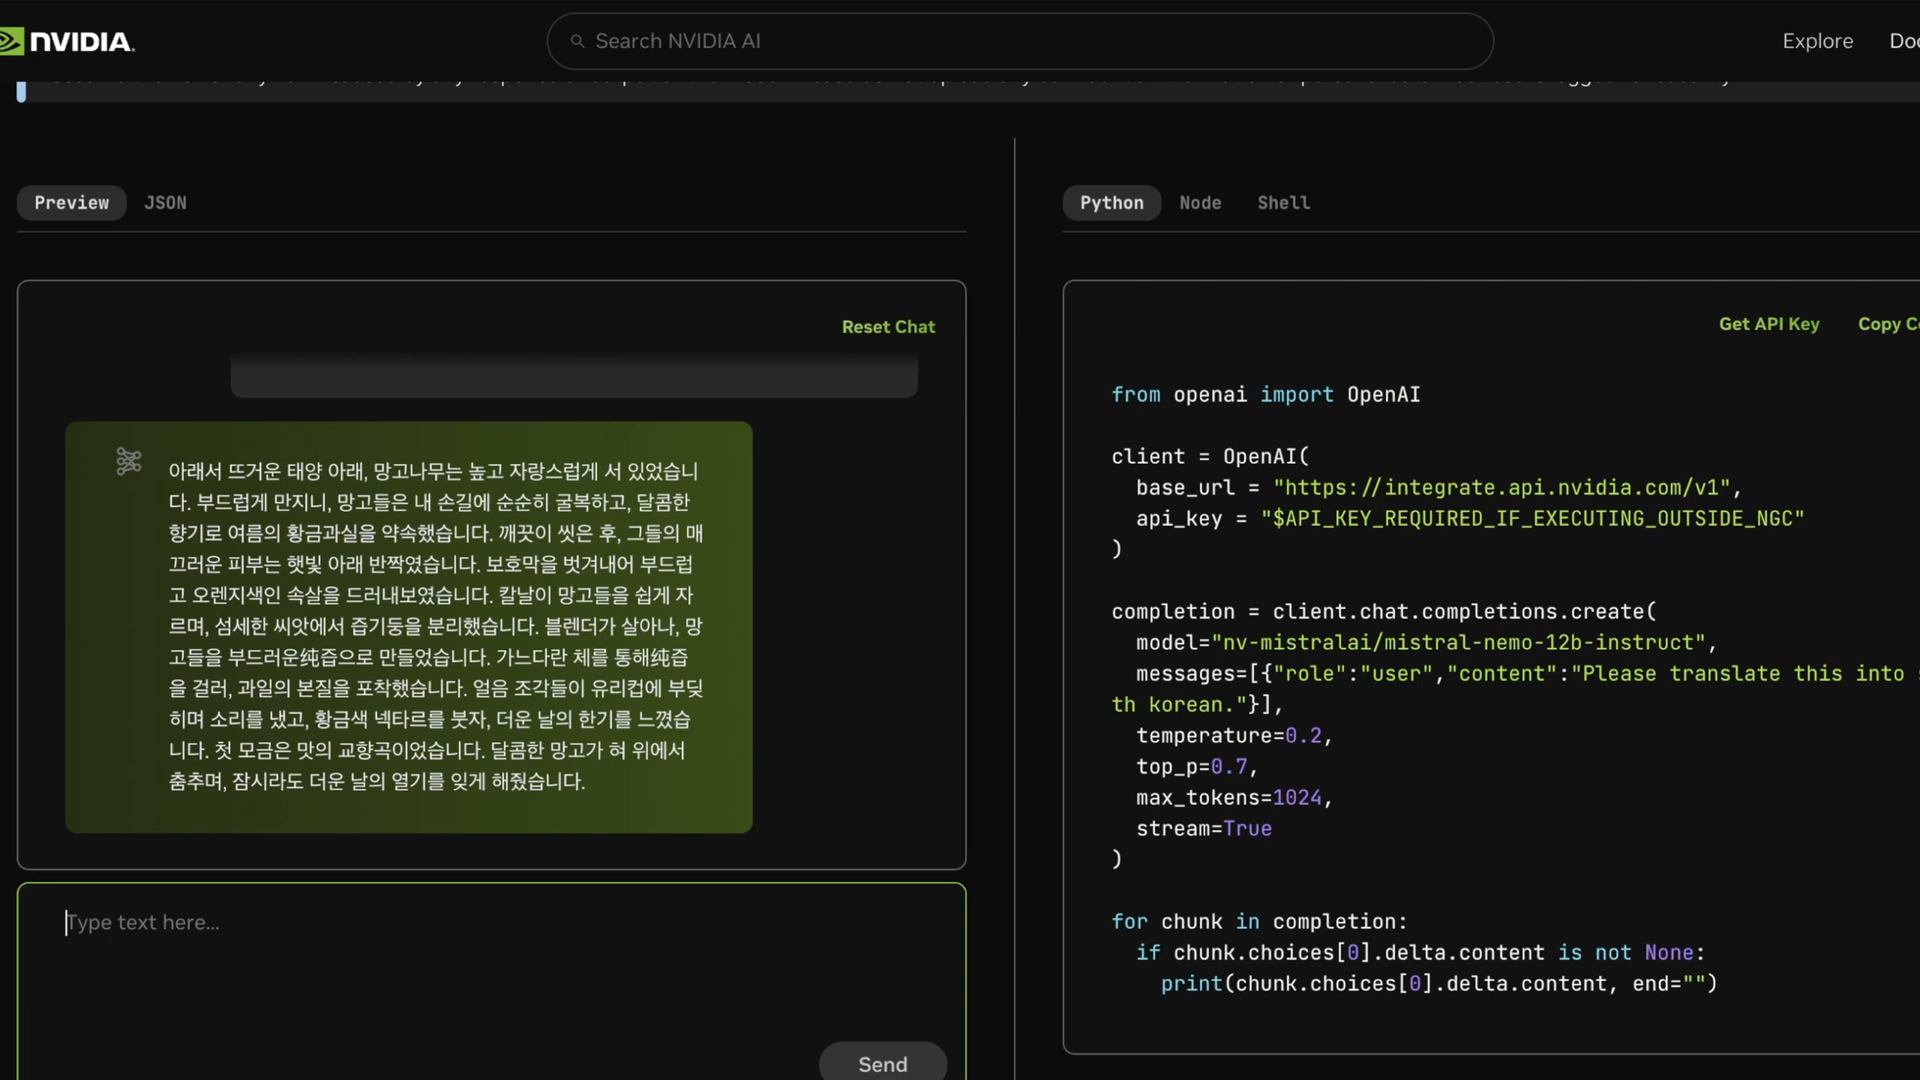 NVIDIA
Search NVIDIA AI
Explore
Preview
JSON
Python
Node
Shell
Reset Chat
아래서 뜨거운 태양 아래, 망고나무는 높고 자랑스럽게 서 있었습니
다. 부드럽게 만지니, 망고들은 내 손길에 순순히 굴복하고, 달콤한
향기로 여름의 황금과실을 약속했습니다. 깨끗이 씻은 후, 그들의 매
끄러운 피부는 햇빛 아래 반짝였습니다. 보호막을 벗겨내어 부드럽
고 오렌지색인 속살을 드러내보였습니다. 칼날이 망고들을 쉽게 자
르며, 섬세한 씨앗에서 즙기둥을 분리했습니다. 블렌더가 살아나, 망
고들을 부드러운纯즙으로 만들었습니다. 가느다란 체를 통해纯즙
을 걸러, 과일의 본질을 포착했습니다. 얼음 조각들이 유리컵에 부딪
히며 소리를 냈고, 황금색 넥타르를 붓자, 더운 날의 한기를 느꼈습
니다. 첫 모금은 맛의 교향곡이었습니다. 달콤한 망고가 혀 위에서
춤추며, 잠시라도 더운 날의 열기를 잊게 해줬습니다.
Type text here...
Send
Get API Key
Copy
from openai import OpenAI
client = OpenAI(
base_url = "https://integrate.api.nvidia.com/v1",
api_key = "$API_KEY_REQUIRED_IF_EXECUTING_OUTSIDE_NGC"
)
completion = client.chat.completions.create(
model="nv-mistralai/mistral-nemo-12b-instruct",
messages=[{"role":"user","content":"Please translate this into
th korean."}],
temperature=0.2,
top_p=0.7,
max_tokens=1024,
stream=True
)
for chunk in completion:
if chunk.choices[0].delta.content is not None:
print(chunk.choices[0].delta.content, end="")